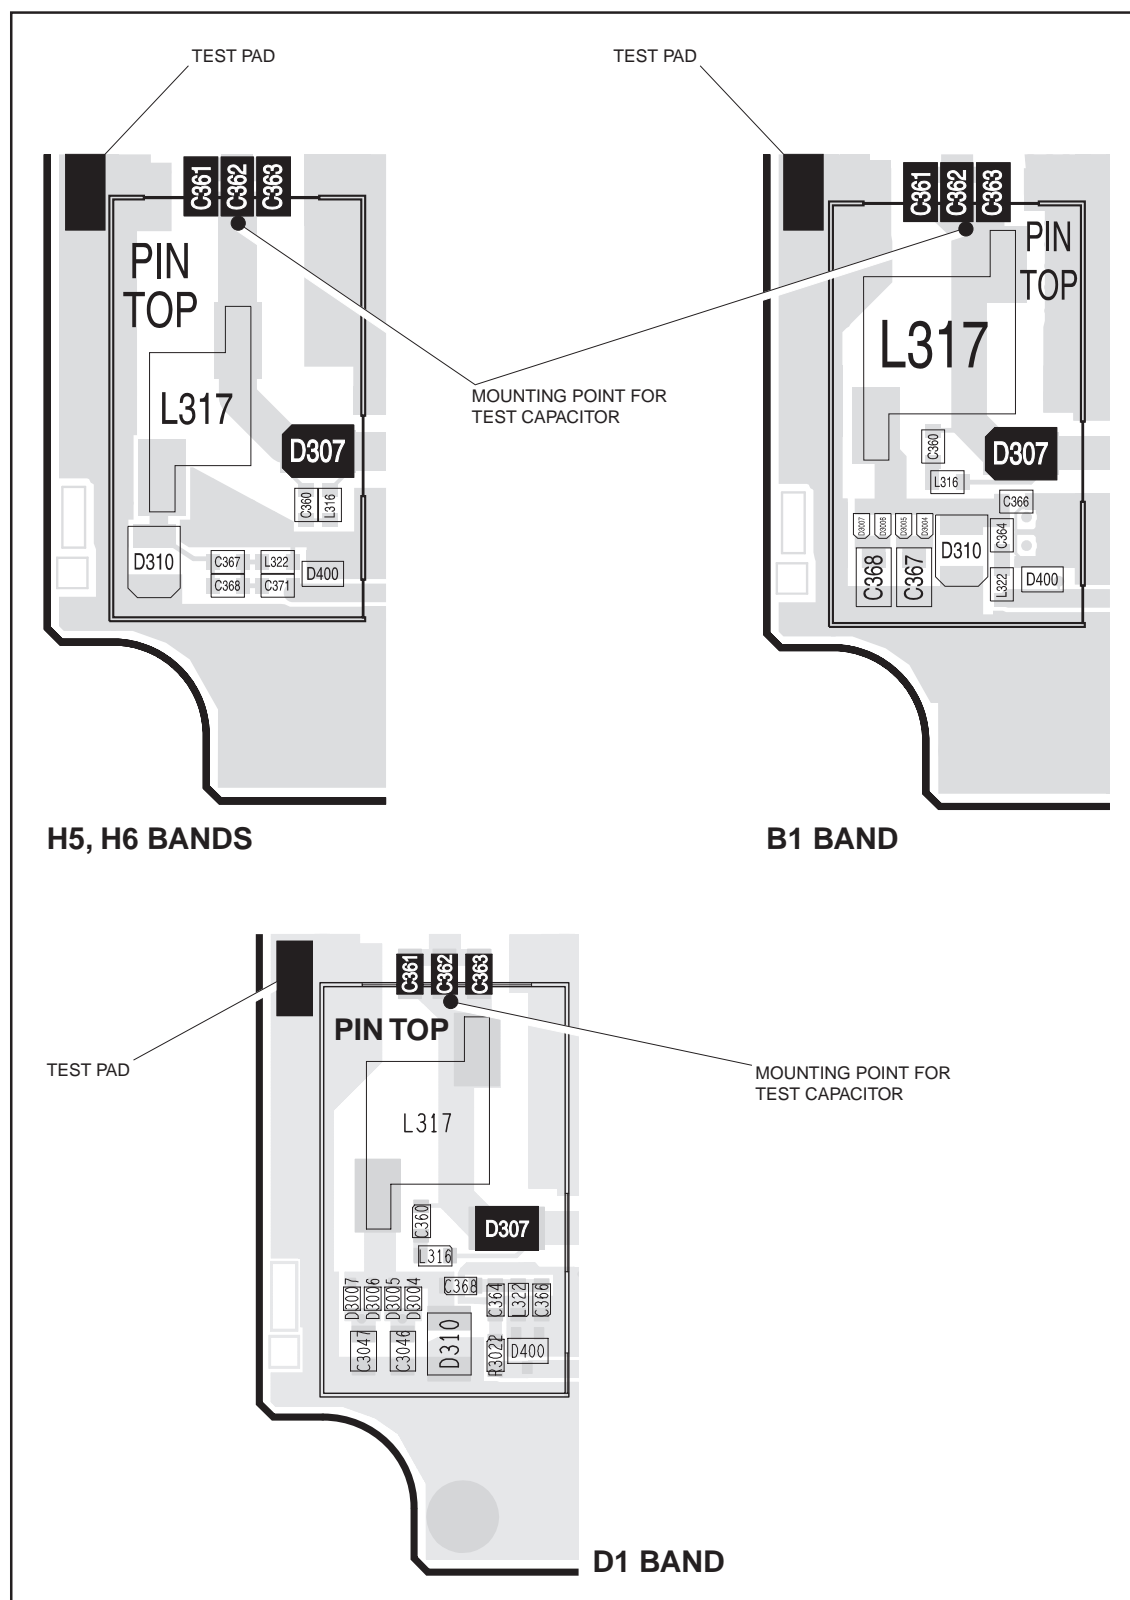 TEST PAD
C361
C362
C363
PIN
TOP
L317
D307
C360
L316
D310
C367
L322
C368
C371
D400
H5, H6 BANDS
MOUNTING POINT FOR
TEST CAPACITOR
TEST PAD
C361
C362
C363
PIN
TOP
L317
C360
D307
L316
C366
D3007
D3006
D3005
D3004
D310
C364
C368
C367
L322
D400
B1 BAND
C361
C362
C363
PIN TOP
TEST PAD
MOUNTING POINT FOR
TEST CAPACITOR
L317
C360
D307
L316
D3007
D3006
D3005
D3004
C368
C364
L322
C366
C3047
C3046
D310
R3022
D400
D1 BAND